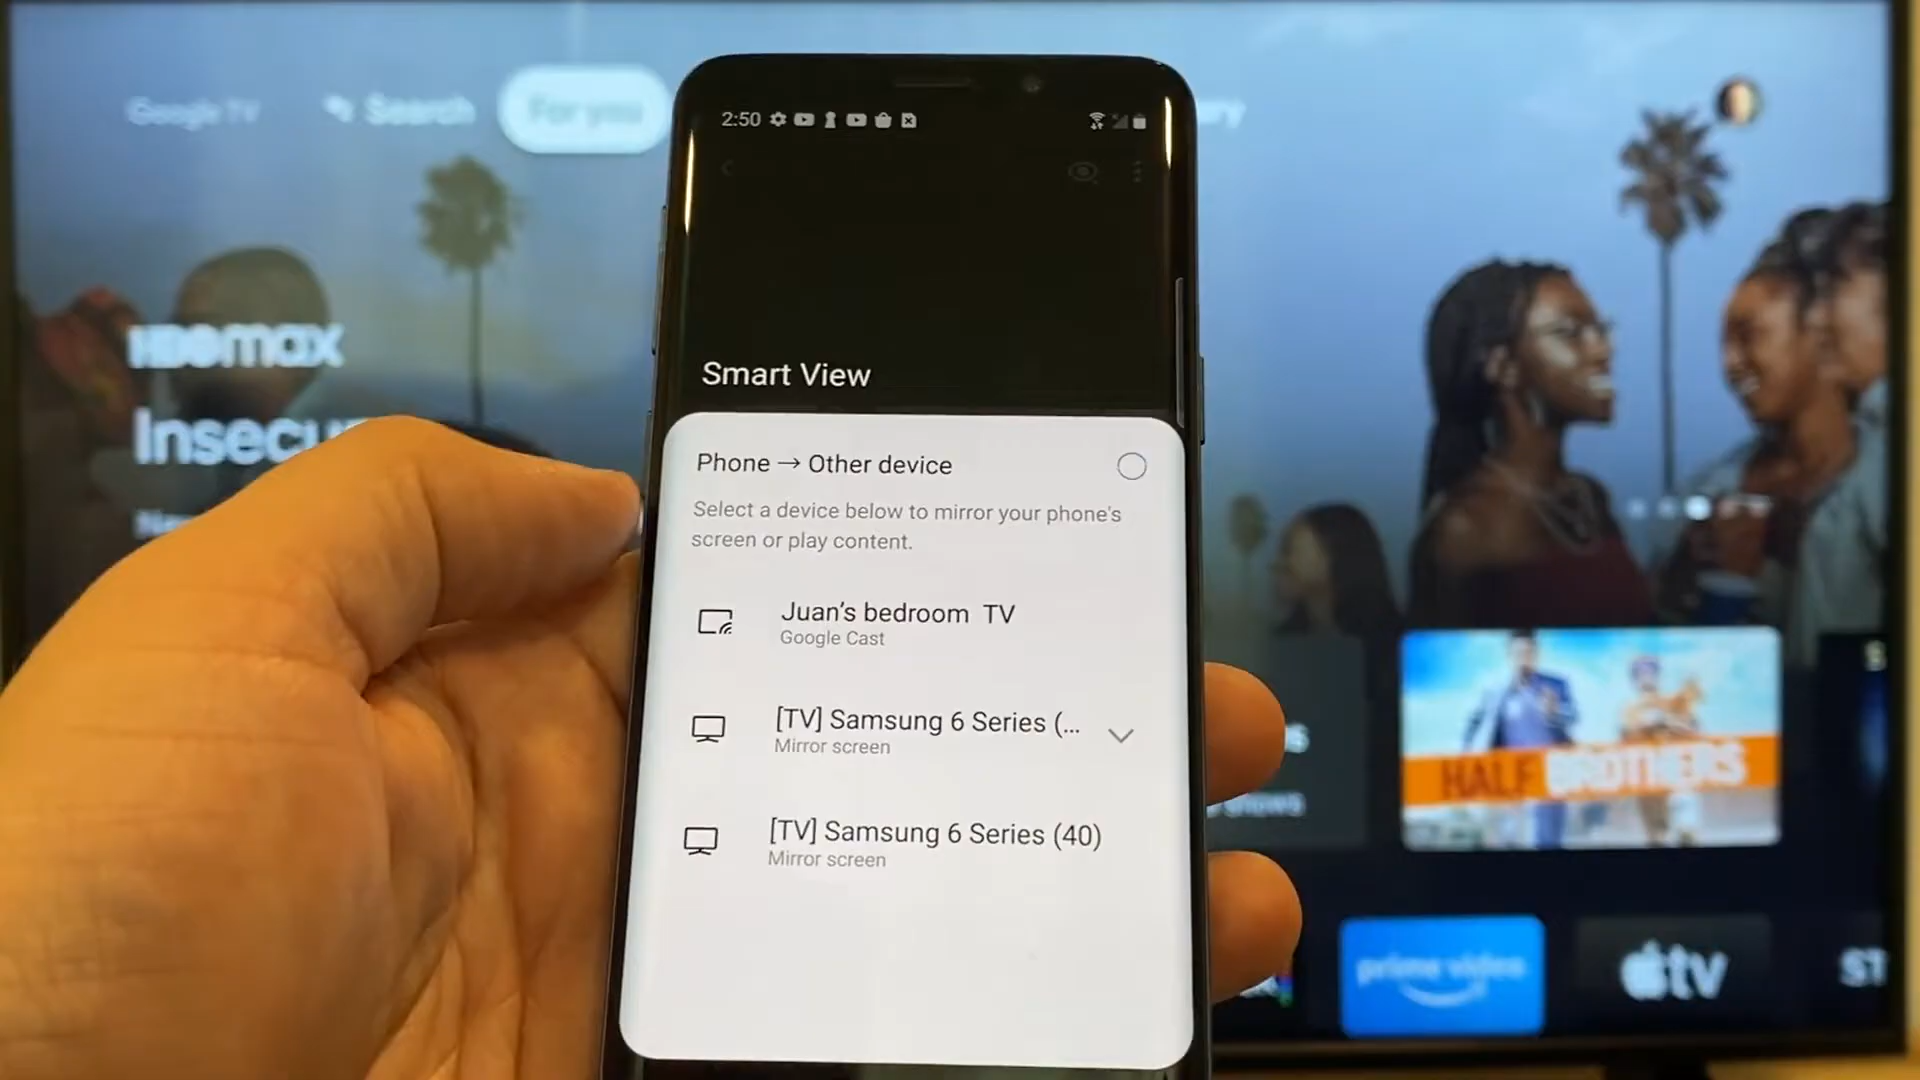 Google TV
Search
For you
2:50
HBOmax
Insecu
Smart View
Phone → Other device
Select a device below to mirror your phone's
screen or play content.
Juan's bedroom TV
Google Cast
[TV] Samsung 6 Series (...
Mirror screen
[TV] Samsung 6 Series (40)
Mirror screen
HALF BROTHERS
shows
prime video
tv
ST